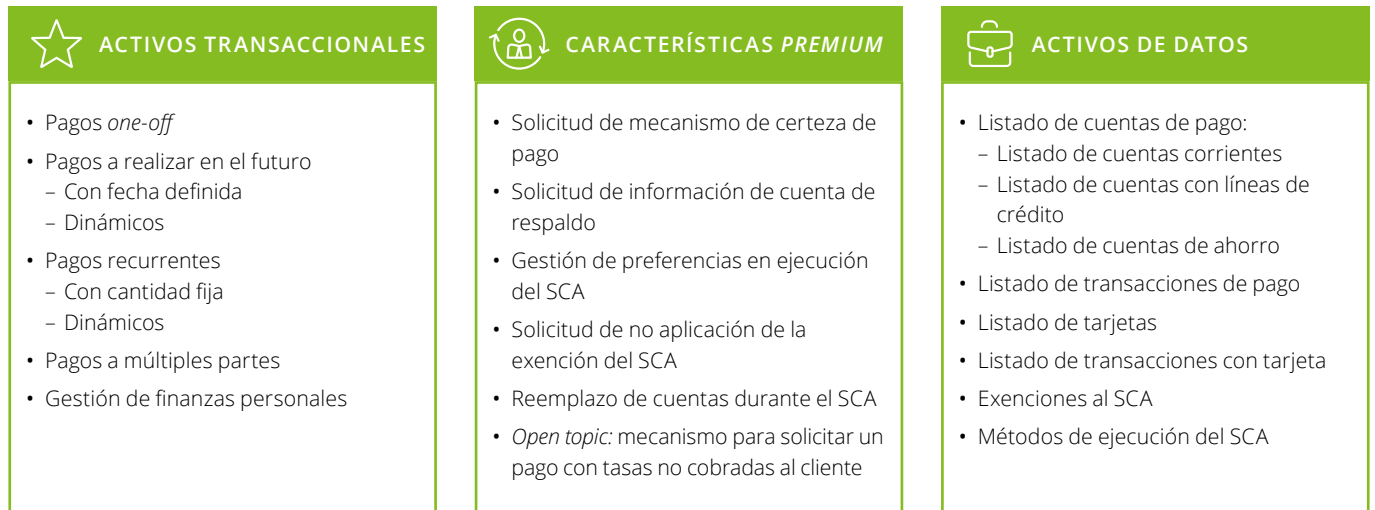 ACTIVOS TRANSACCIONALES
• Pagos one-off
• Pagos a realizar en el futuro
– Con fecha definida
– Dinámicos
• Pagos recurrentes
– Con cantidad fija
– Dinámicos
• Pagos a múltiples partes
• Gestión de finanzas personales
CARACTERÍSTICAS PREMIUM
• Solicitud de mecanismo de certeza de
pago
• Solicitud de información de cuenta de
respaldo
• Gestión de preferencias en ejecución
del SCA
• Solicitud de no aplicación de la
exención del SCA
• Reemplazo de cuentas durante el SCA
• Open topic: mecanismo para solicitar un
pago con tasas no cobradas al cliente
ACTIVOS DE DATOS
• Listado de cuentas de pago:
– Listado de cuentas corrientes
– Listado de cuentas con líneas de
crédito
– Listado de cuentas de ahorro
• Listado de transacciones de pago
• Listado de tarjetas
• Listado de transacciones con tarjeta
• Exenciones al SCA
• Métodos de ejecución del SCA